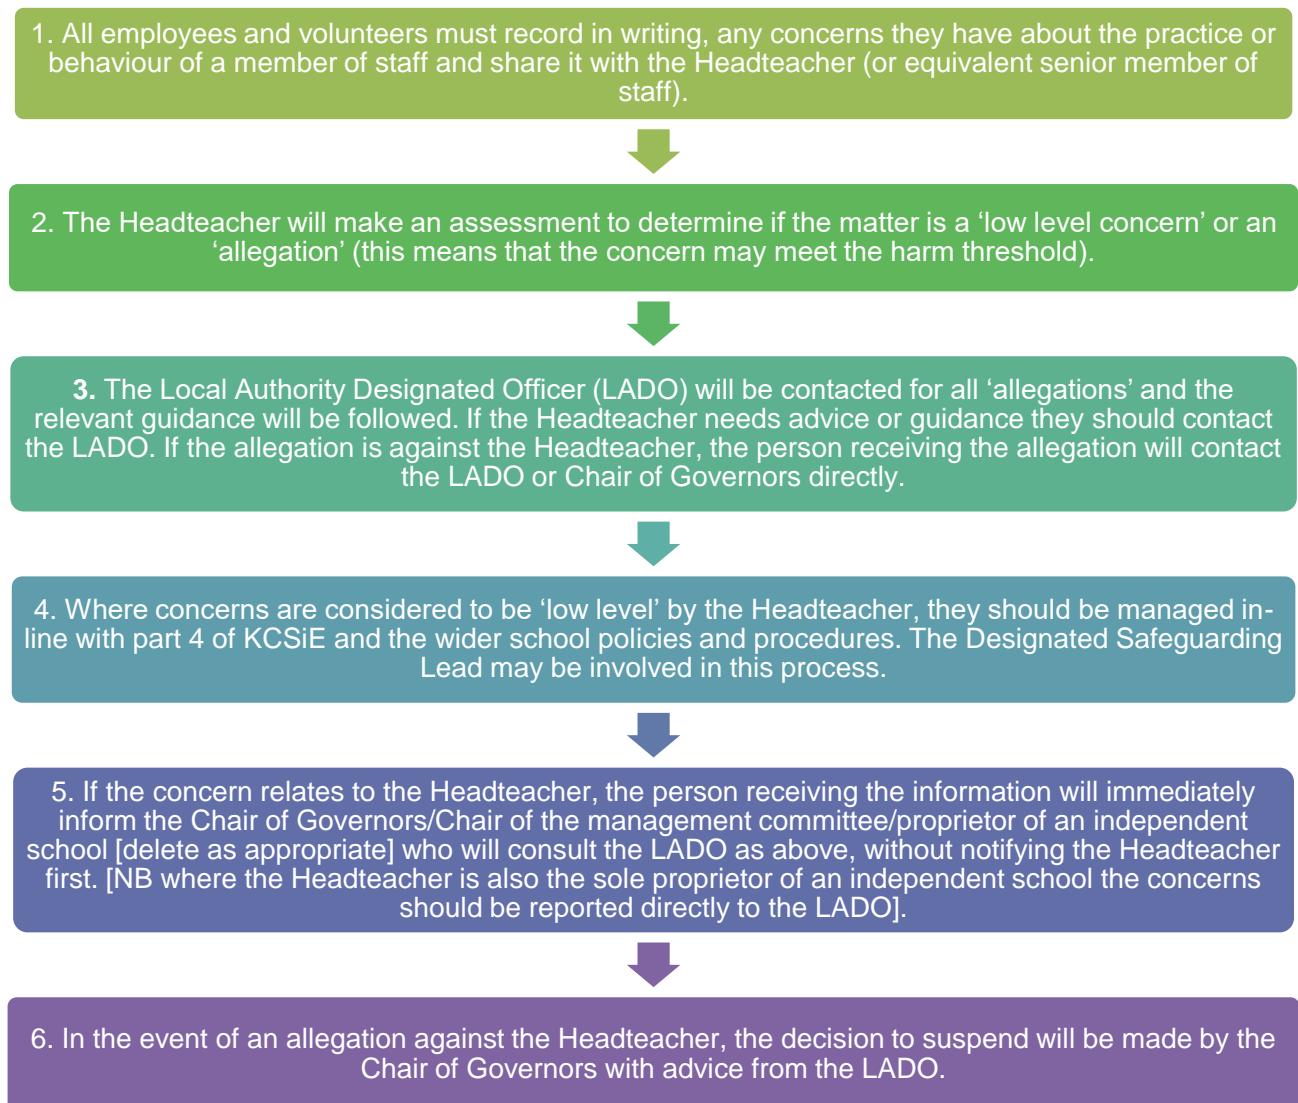 1. All employees and volunteers must record in writing, any concerns they have about the practice or
behaviour of a member of staff and share it with the Headteacher (or equivalent senior member of
staff).
2. The Headteacher will make an assessment to determine if the matter is a ‘low level concern’ or an
‘allegation’ (this means that the concern may meet the harm threshold).
3. The Local Authority Designated Officer (LADO) will be contacted for all ‘allegations’ and the
relevant guidance will be followed. If the Headteacher needs advice or guidance they should contact
the LADO. If the allegation is against the Headteacher, the person receiving the allegation will contact
the LADO or Chair of Governors directly.
4. Where concerns are considered to be ‘low level’ by the Headteacher, they should be managed in-
line with part 4 of KCSiE and the wider school policies and procedures. The Designated Safeguarding
Lead may be involved in this process.
5. If the concern relates to the Headteacher, the person receiving the information will immediately
inform the Chair of Governors/Chair of the management committee/proprietor of an independent
school [delete as appropriate] who will consult the LADO as above, without notifying the Headteacher
first. [NB where the Headteacher is also the sole proprietor of an independent school the concerns
should be reported directly to the LADO].
6. In the event of an allegation against the Headteacher, the decision to suspend will be made by the
Chair of Governors with advice from the LADO.